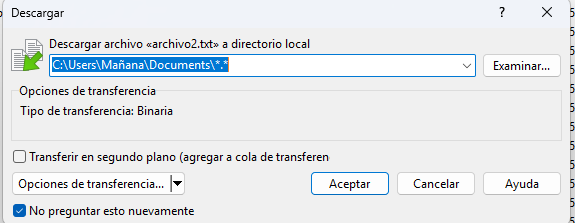 Descargar
Descargar archivo «archivo2.txt» a directorio local
C:\Users\Mañana\Documents\*.*
Examinar...
Opciones de transferencia
Tipo de transferencia: Binaria
Transferir en segundo plano (agregar a cola de transferen
Opciones de transferencia...
Aceptar
Cancelar
Ayuda
No preguntar esto nuevamente